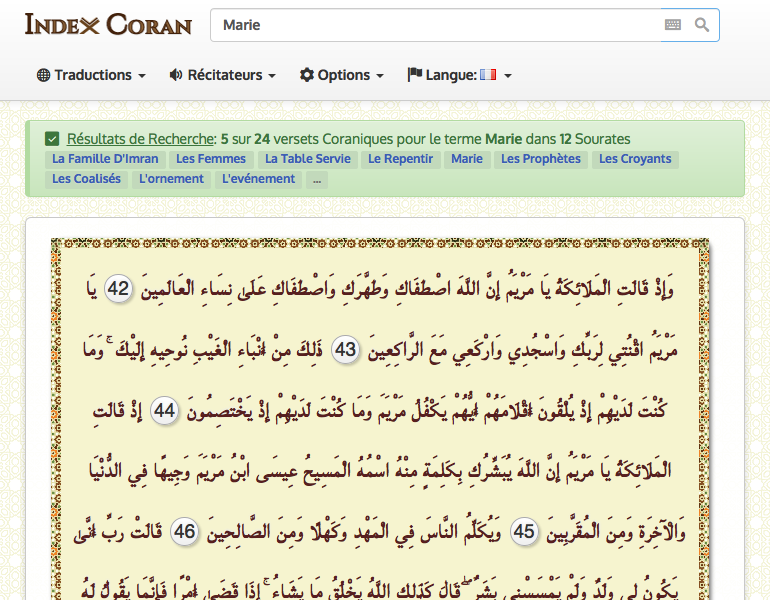 INDEX CORAN
Marie
Traductions
Récitateurs
Options
Langue:
Résultats de Recherche: 5 sur 24 versets Coraniques pour le terme Marie dans 12 Sourates
La Famille D'Imran Les Femmes La Table Servie Le Repentir Marie Les Prophètes Les Croyants
Les Coalisés L'ornement L'evénement ...
وَإِذْ قَالَتِ الْمَلَائِكَةُ يَا مَرْيَمُ إِنَّ اللَّهَ اصْطَفَاكِ وَطَهَّرَكِ وَاصْطَفَاكِ عَلَىٰ نِسَاءِ الْعَالَمِينَ 42 يَا
مَرْيَمُ اقْنُتِي لِرَبِّكِ وَاسْجُدِي وَارْكَعِي مَعَ الرَّاكِعِينَ 43 ذَٰلِكَ مِنْ أَنْبَاءِ الْغَيْبِ نُوحِيهِ إِلَيْكَ ۚ وَمَا
كُنْتَ لَدَيْهِمْ إِذْ يُلْقُونَ أَقْلَامَهُمْ أَيُّهُمْ يَكْفُلُ مَرْيَمَ وَمَا كُنْتَ لَدَيْهِمْ إِذْ يَخْتَصِمُونَ 44 إِذْ قَالَتِ
الْمَلَائِكَةُ يَا مَرْيَمُ إِنَّ اللَّهَ يُبَشِّرُكِ بِكَلِمَةٍ مِنْهُ اسْمُهُ الْمَسِيحُ عِيسَى ابْنُ مَرْيَمَ وَجِيهًا فِي الدُّنْيَا
وَالْآخِرَةِ وَمِنَ الْمُقَرَّبِينَ 45 وَيُكَلِّمُ النَّاسَ فِي الْمَهْدِ وَكَهْلًا وَمِنَ الصَّالِحِينَ 46 قَالَتْ رَبِّ أَنَّىٰ
يَكُونُ لِي وَلَدٌ وَلَمْ يَمْسَسْنِي بَشَرٌ ۖ قَالَ كَذَٰلِكِ اللَّهُ يَخْلُقُ مَا يَشَاءُ ۚ إِذَا قَضَىٰ أَمْرًا فَإِنَّمَا يَقُولُ لَهُ